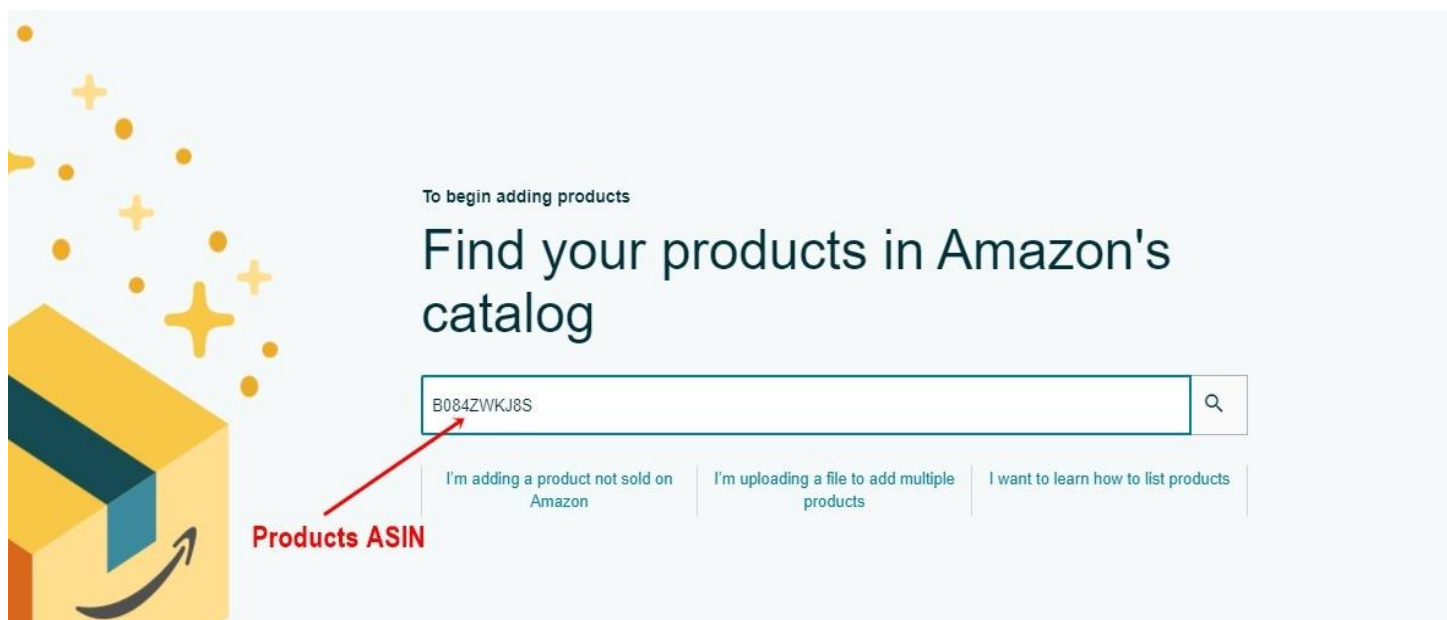 To begin adding products
Find your products in Amazon's
catalog
B084ZWKJ8S
I'm adding a product not sold on
Amazon
I'm uploading a file to add multiple
products
I want to learn how to list products
Products ASIN